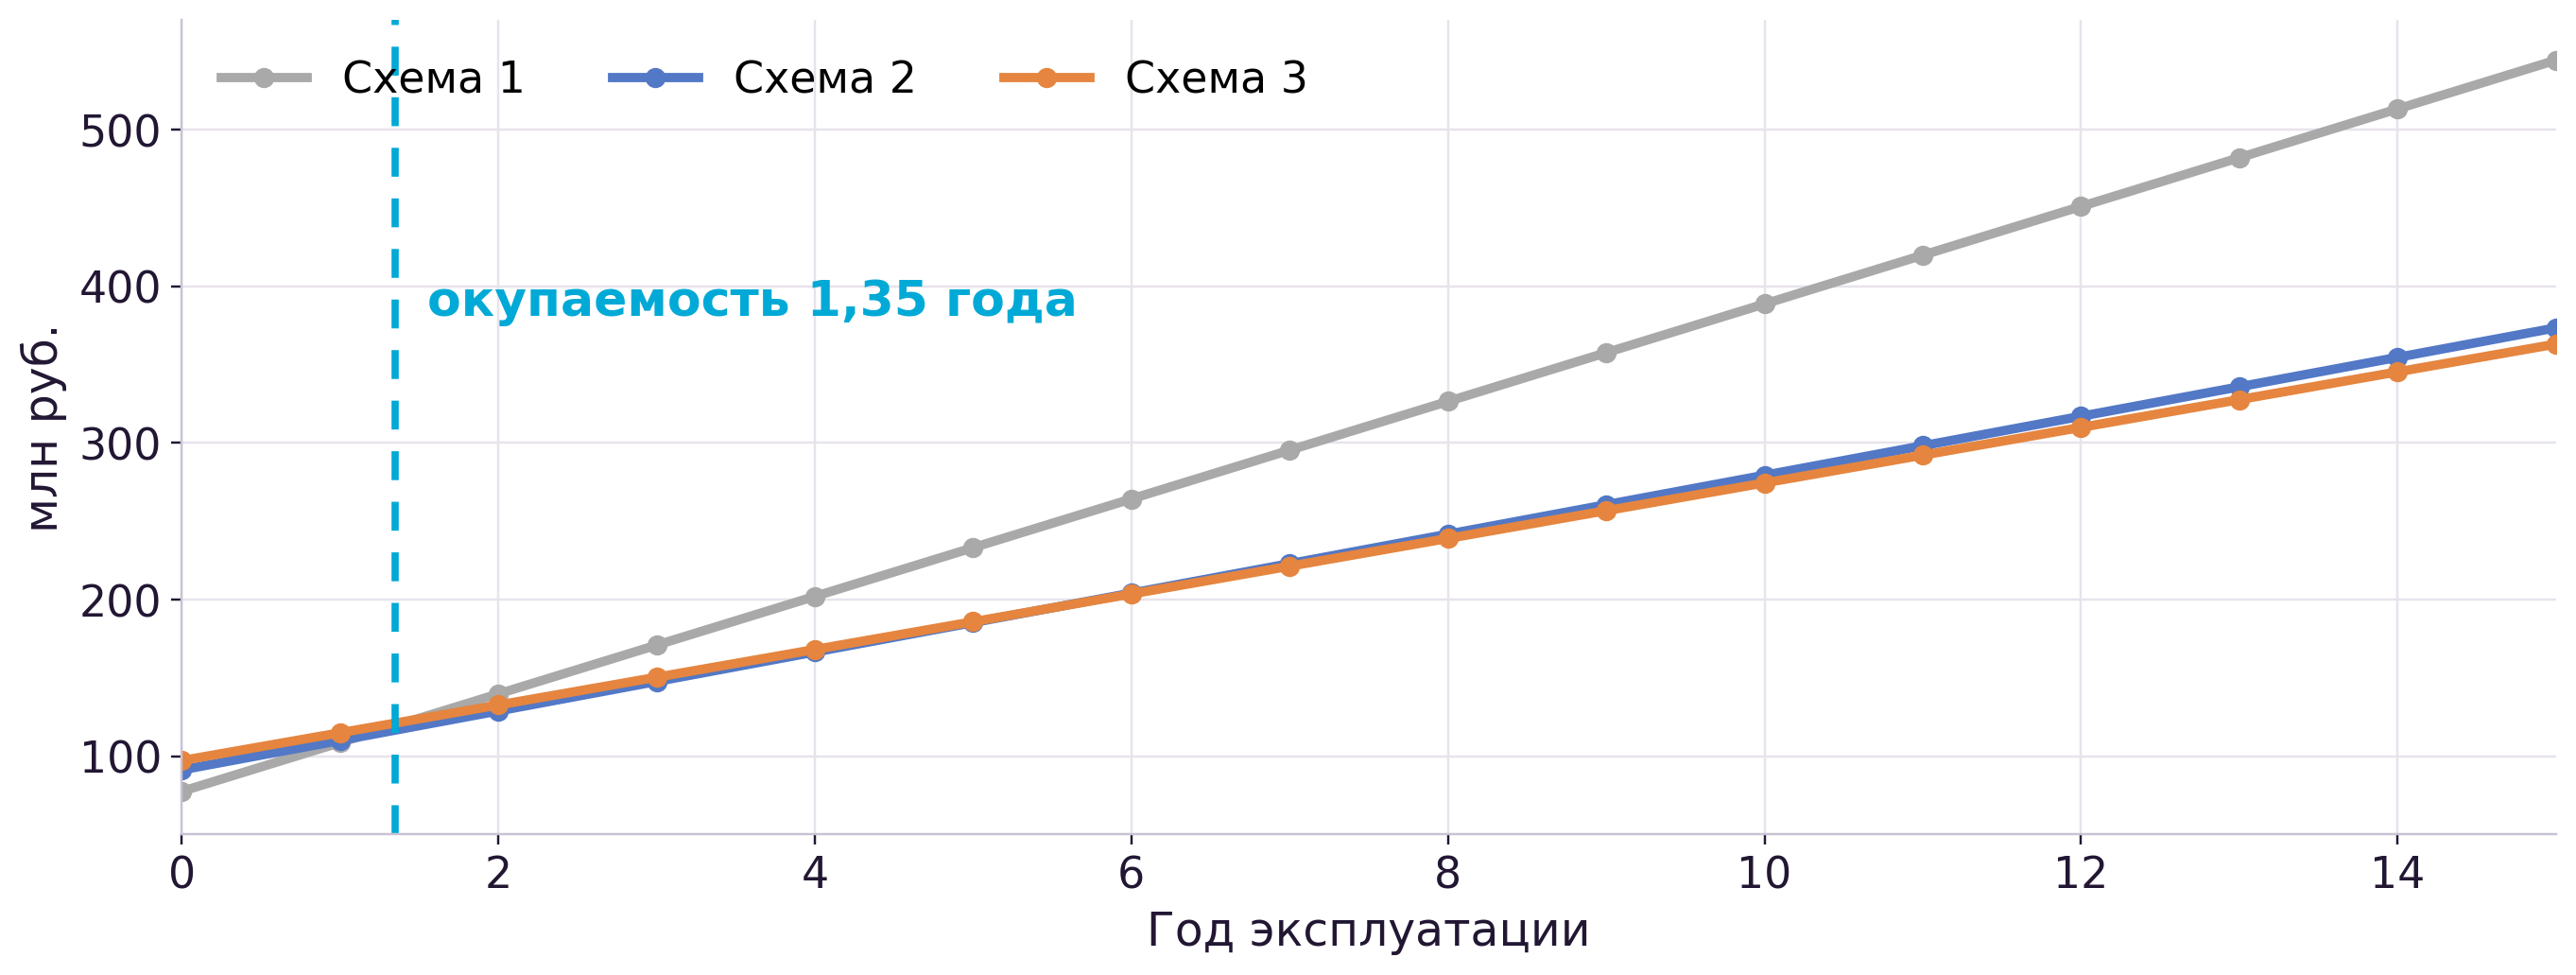 Схема 1 Схема 2 Схема 3
500
400
окупаемость 1,35 года
300
200
100
млн руб.
0 2 4 6 8 10 12 14
Год эксплуатации